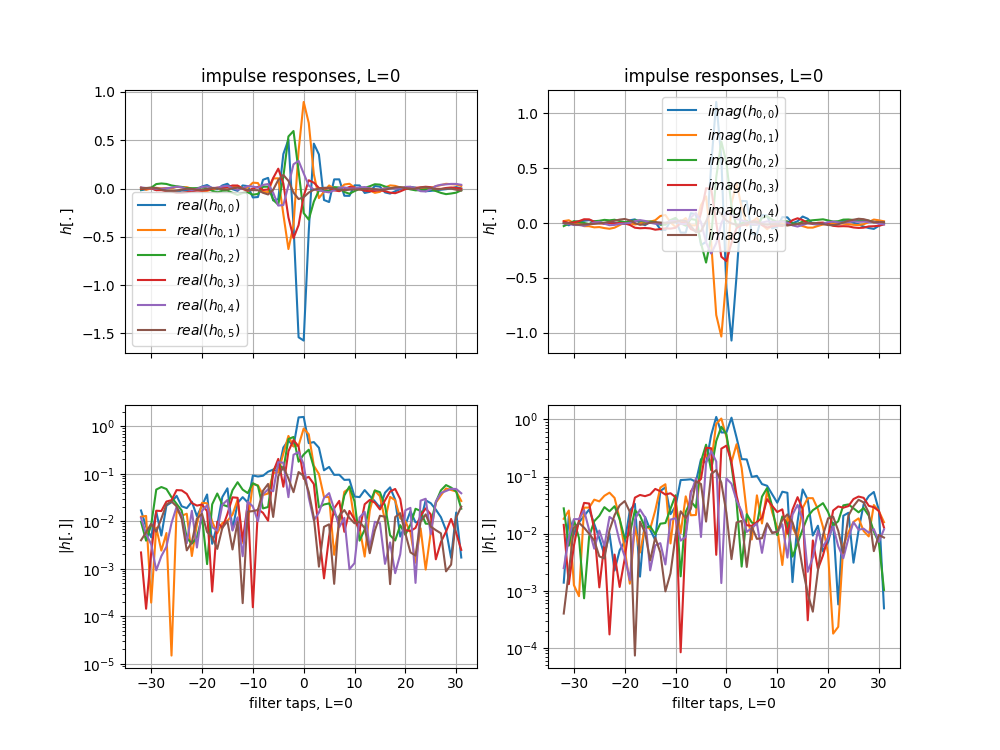 impulse responses, L=0
h[.]
1.0
0.5
0.0
−0.5
−1.0
−1.5
real(h0,0)
real(h0,1)
real(h0,2)
real(h0,3)
real(h0,4)
real(h0,5)
impulse responses, L=0
h[.]
1.0
0.5
0.0
−0.5
−1.0
imag(h0,0)
imag(h0,1)
imag(h0,2)
imag(h0,3)
imag(h0,4)
imag(h0,5)
|h[.]|
10^0
10^−1
10^−2
10^−3
10^−4
10^−5
−30 −20 −10 0 10 20 30
filter taps, L=0
|h[.]|
10^0
10^−1
10^−2
10^−3
10^−4
−30 −20 −10 0 10 20 30
filter taps, L=0